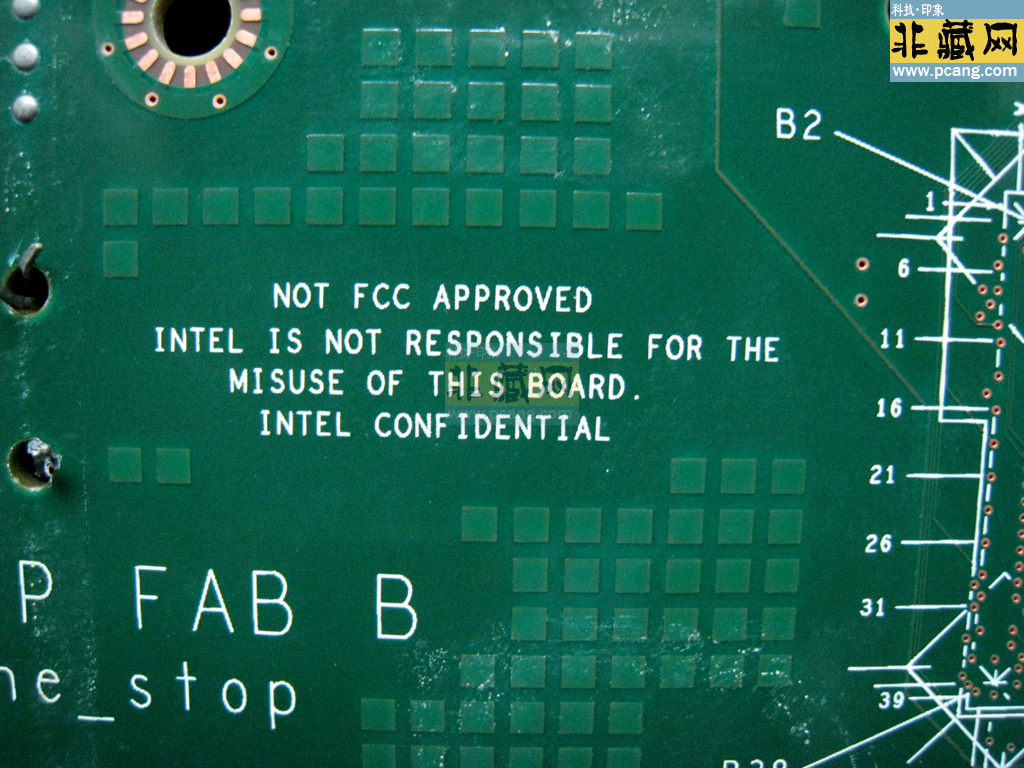 科技·印象
非藏网
www.pcang.com
B2
1
6
NOT FCC APPROVED
11
INTEL IS NOT RESPONSIBLE FOR THE
MISUSE OF THIS BOARD.
16
INTEL CONFIDENTIAL
21
26
P FAB B
31
ne_stop
39